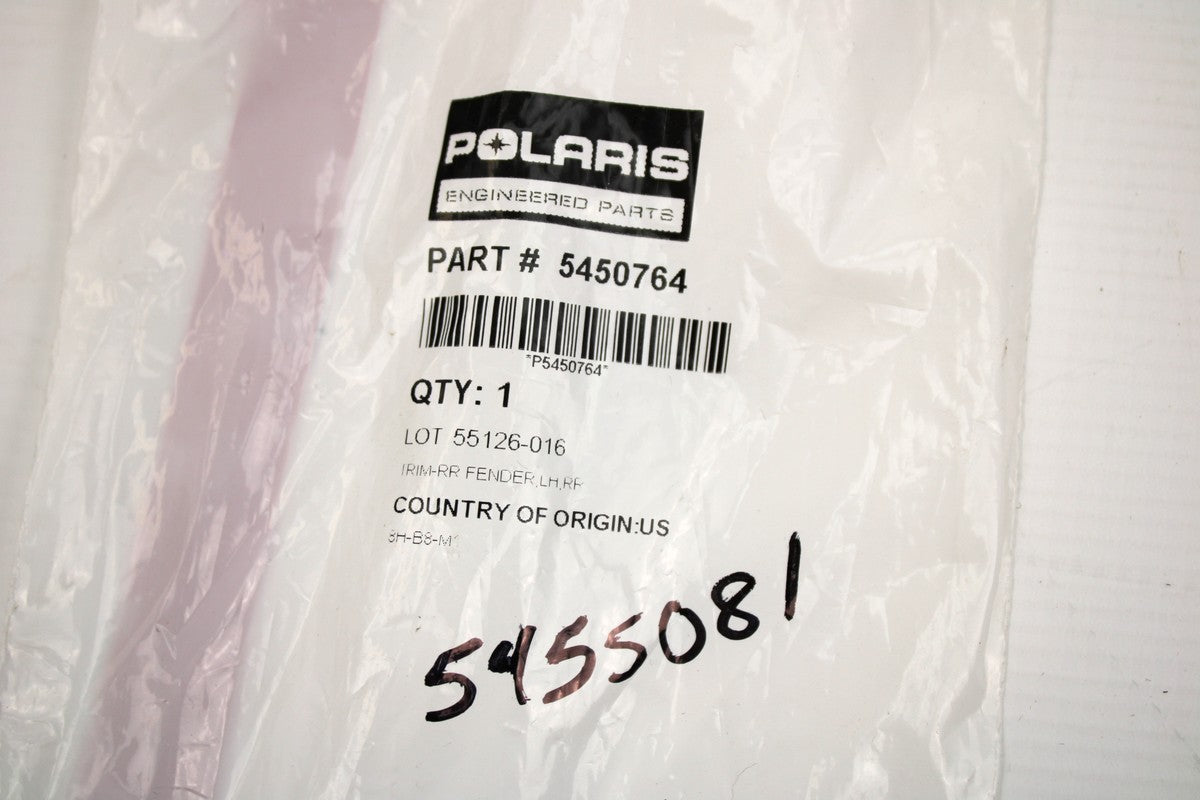 POLARIS
ENGINEERED PARTS
PART # 5450764
*P5450764*
QTY: 1
LOT 55126-016
TRIM-RR FENDER,LH,RR
COUNTRY OF ORIGIN:US
5455081